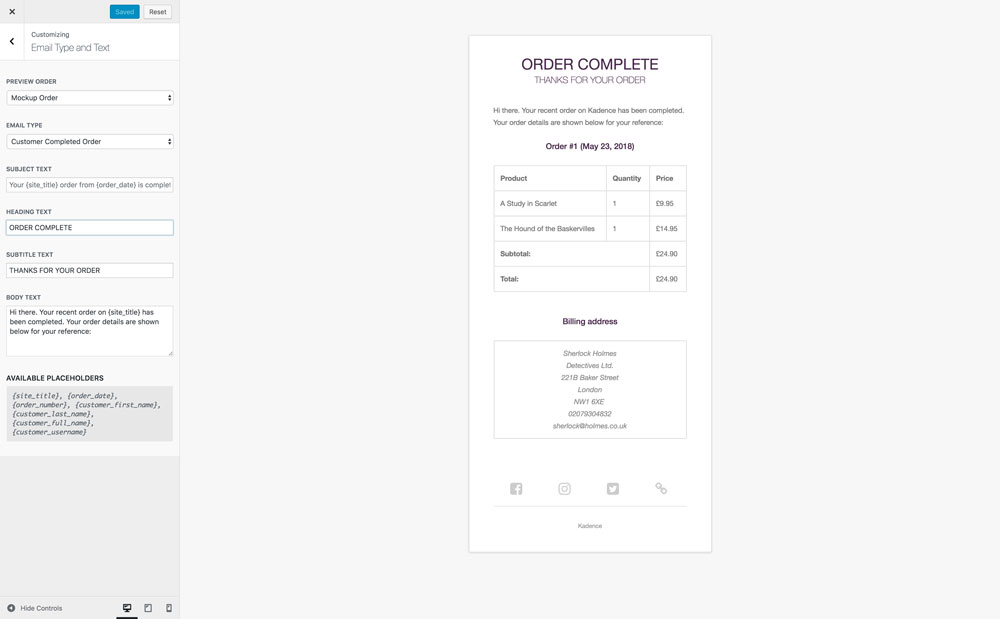 Saved Reset
Customizing
Email Type and Text
PREVIEW ORDER
Mockup Order
EMAIL TYPE
Customer Completed Order
SUBJECT TEXT
Your {site_title} order from {order_date} is complet
HEADING TEXT
ORDER COMPLETE
SUBTITLE TEXT
THANKS FOR YOUR ORDER
BODY TEXT
Hi there. Your recent order on {site_title} has
been completed. Your order details are shown
below for your reference:
AVAILABLE PLACEHOLDERS
{site_title}, {order_date},
{order_number}, {customer_first_name},
{customer_last_name},
{customer_full_name},
{customer_username}
Hide Controls
ORDER COMPLETE
THANKS FOR YOUR ORDER
Hi there. Your recent order on Kadence has been completed.
Your order details are shown below for your reference:
Order #1 (May 23, 2018)
Product Quantity Price
A Study in Scarlet 1 £9.95
The Hound of the Baskervilles 1 £14.95
Subtotal: £24.90
Total: £24.90
Billing address
Sherlock Holmes
Detectives Ltd.
221B Baker Street
London
NW1 6XE
02079304832
sherlock@holmes.co.uk
Kadence